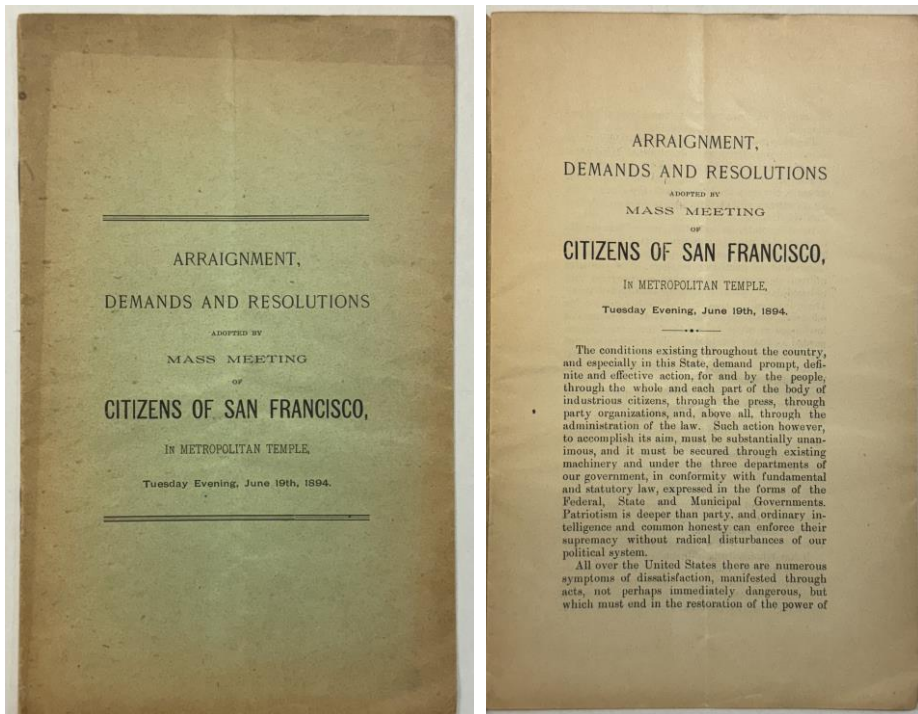 ARRAIGNMENT,
DEMANDS AND RESOLUTIONS
ADOPTED BY
MASS MEETING
OF
CITIZENS OF SAN FRANCISCO,
IN METROPOLITAN TEMPLE,
Tuesday Evening, June 19th, 1894.
ARRAIGNMENT,
DEMANDS AND RESOLUTIONS
ADOPTED BY
MASS MEETING
OF
CITIZENS OF SAN FRANCISCO,
IN METROPOLITAN TEMPLE,
Tuesday Evening, June 19th, 1894.
The conditions existing throughout the country,
and especially in this State, demand prompt, defi-
nite and effective action, for and by the people,
through the whole and each part of the body of
industrious citizens, through the press, through
party organizations, and, above all, through the
administration of the law. Such action however,
to accomplish its aim, must be substantially unan-
imous, and it must be secured through existing
machinery and under the three departments of
our government, in conformity with fundamental
and statutory law, expressed in the forms of the
Federal, State and Municipal Governments.
Patriotism is deeper than party, and ordinary in-
telligence and common honesty can enforce their
supremacy without radical disturbances of our
political system.
All over the United States there are numerous
symptoms of dissatisfaction, manifested through
acts, not perhaps immediately dangerous, but
which must end in the restoration of the power of